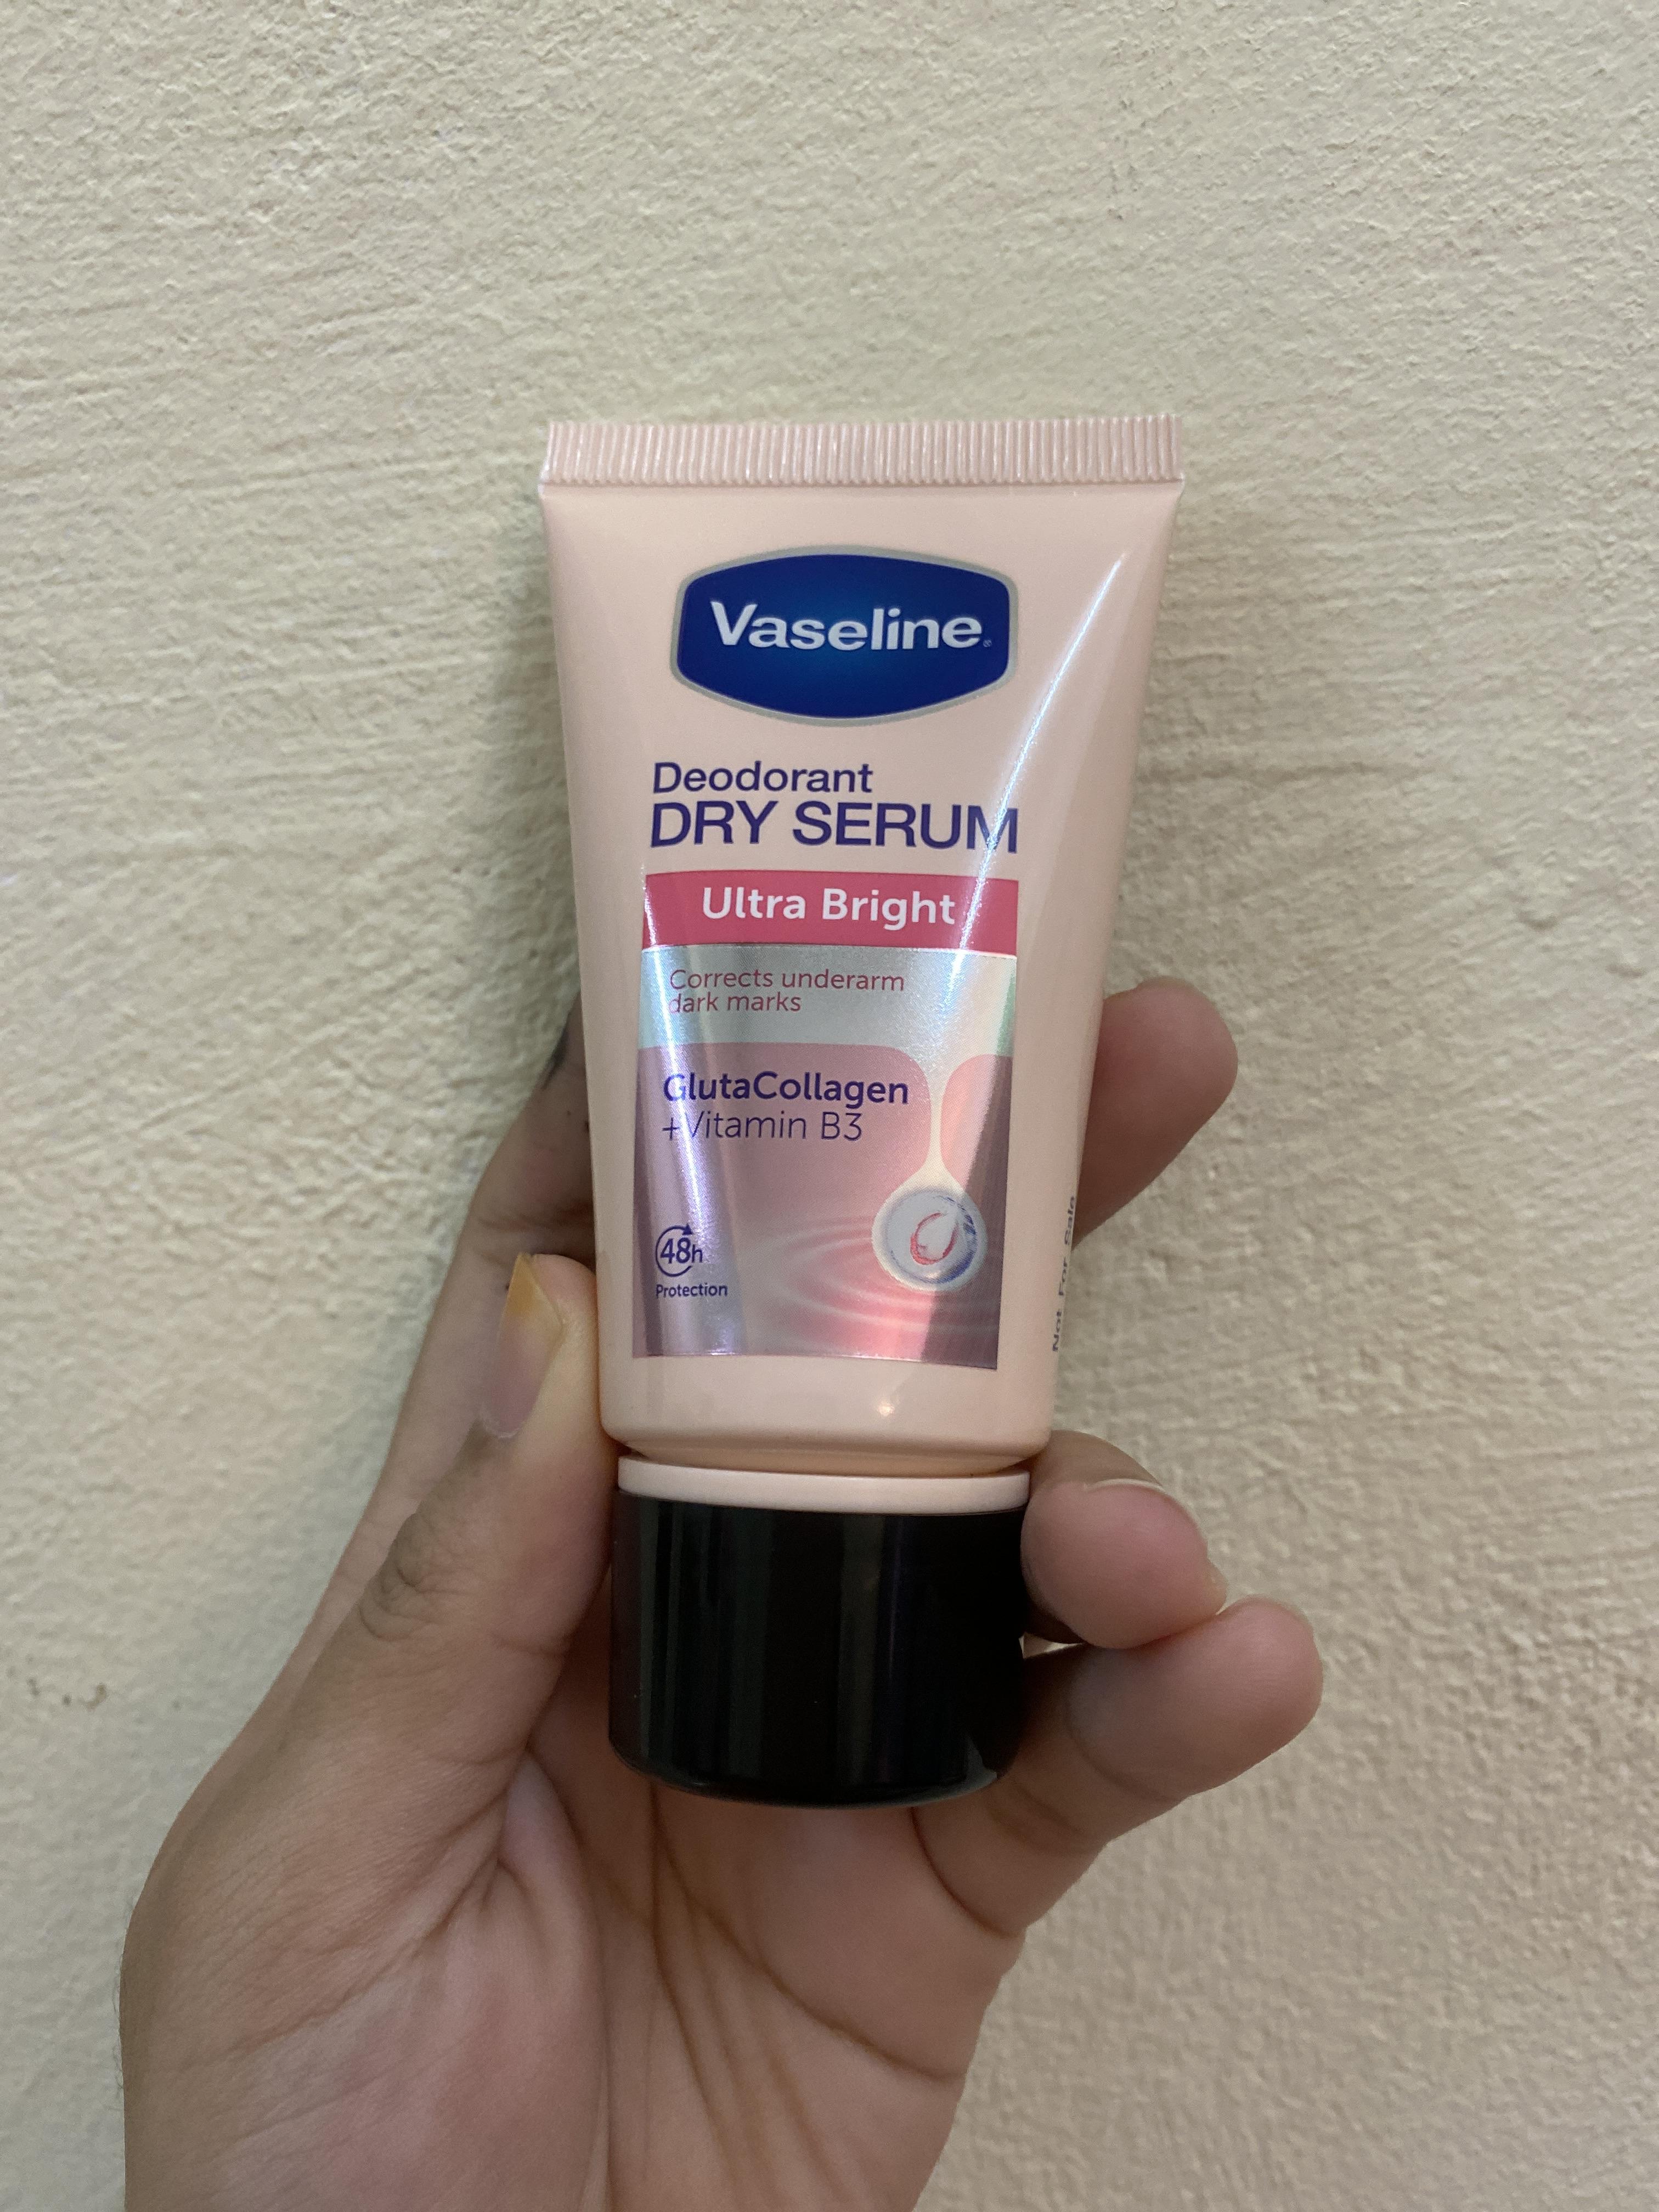 Vaseline
Deodorant
DRY SERUM
Ultra Bright
Corrects underarm
dark marks
GlutaCollagen
+Vitamin B3
48h
Protection
Not For Sale